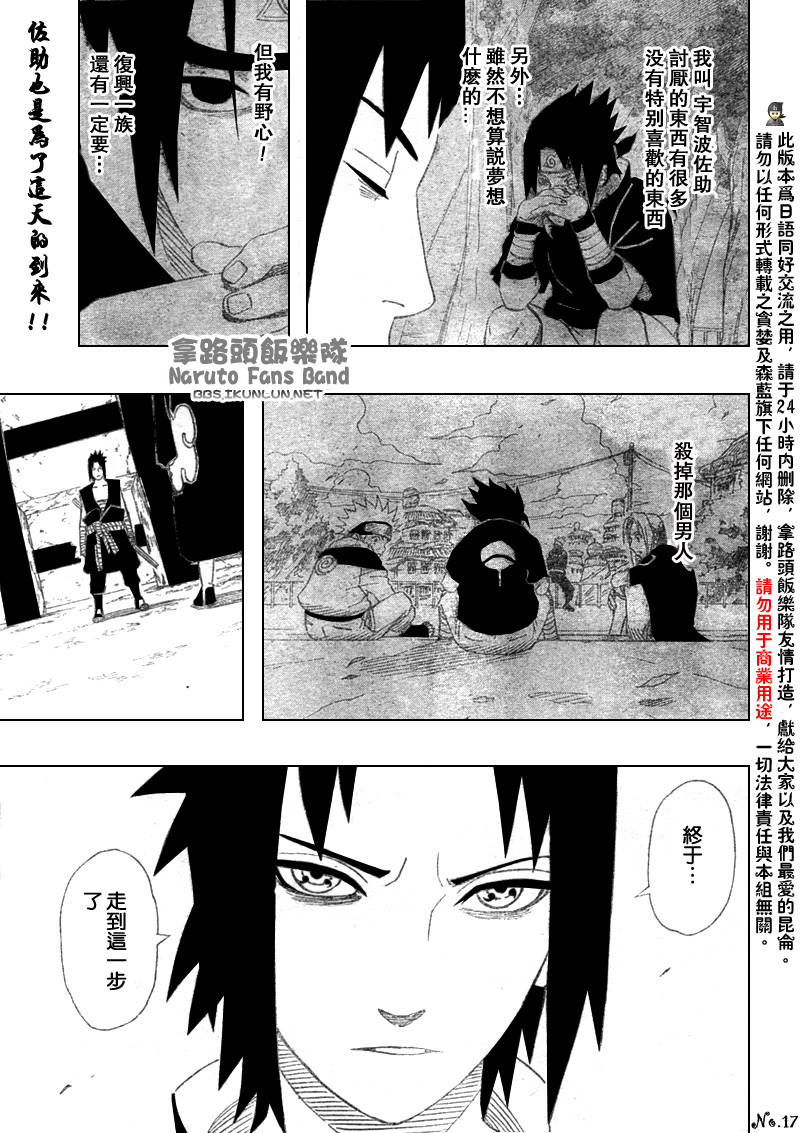 我叫 宇智波佐助
討厭的東西有很多
没有特别喜歡的東西
另外…
雖然不想算説夢想
什麽的…
但我有野心！
復興一族
還有一定要…
佐助也是為了這天的到來!!
拿路頭飯樂隊
Naruto Fans Band
BBS.IKUNLUN.NET
殺掉那個男人
終于…
走到這一步
了
此版本爲日語同好交流之用，請于24小時内删除，拿路頭飯樂隊友情打造，獻給大家以及我們最愛的昆侖。
請勿以任何形式轉載之貪婪及森藍旗下任何網站，謝謝。請勿用于商業用途，一切法律責任與本組無關。
No.17